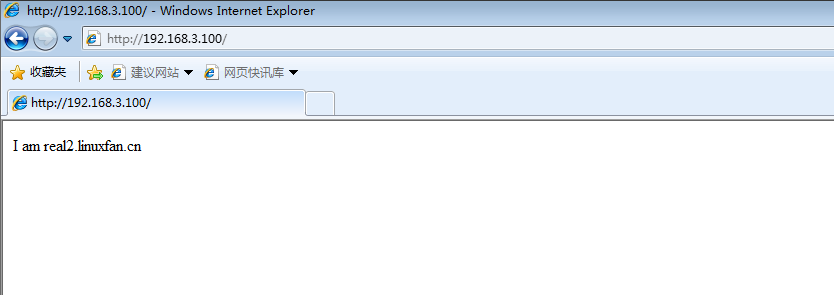 http://192.168.3.100/ - Windows Internet Explorer
http://192.168.3.100/
收藏夹 建议网站 网页快讯库
http://192.168.3.100/
I am real2.linuxfan.cn